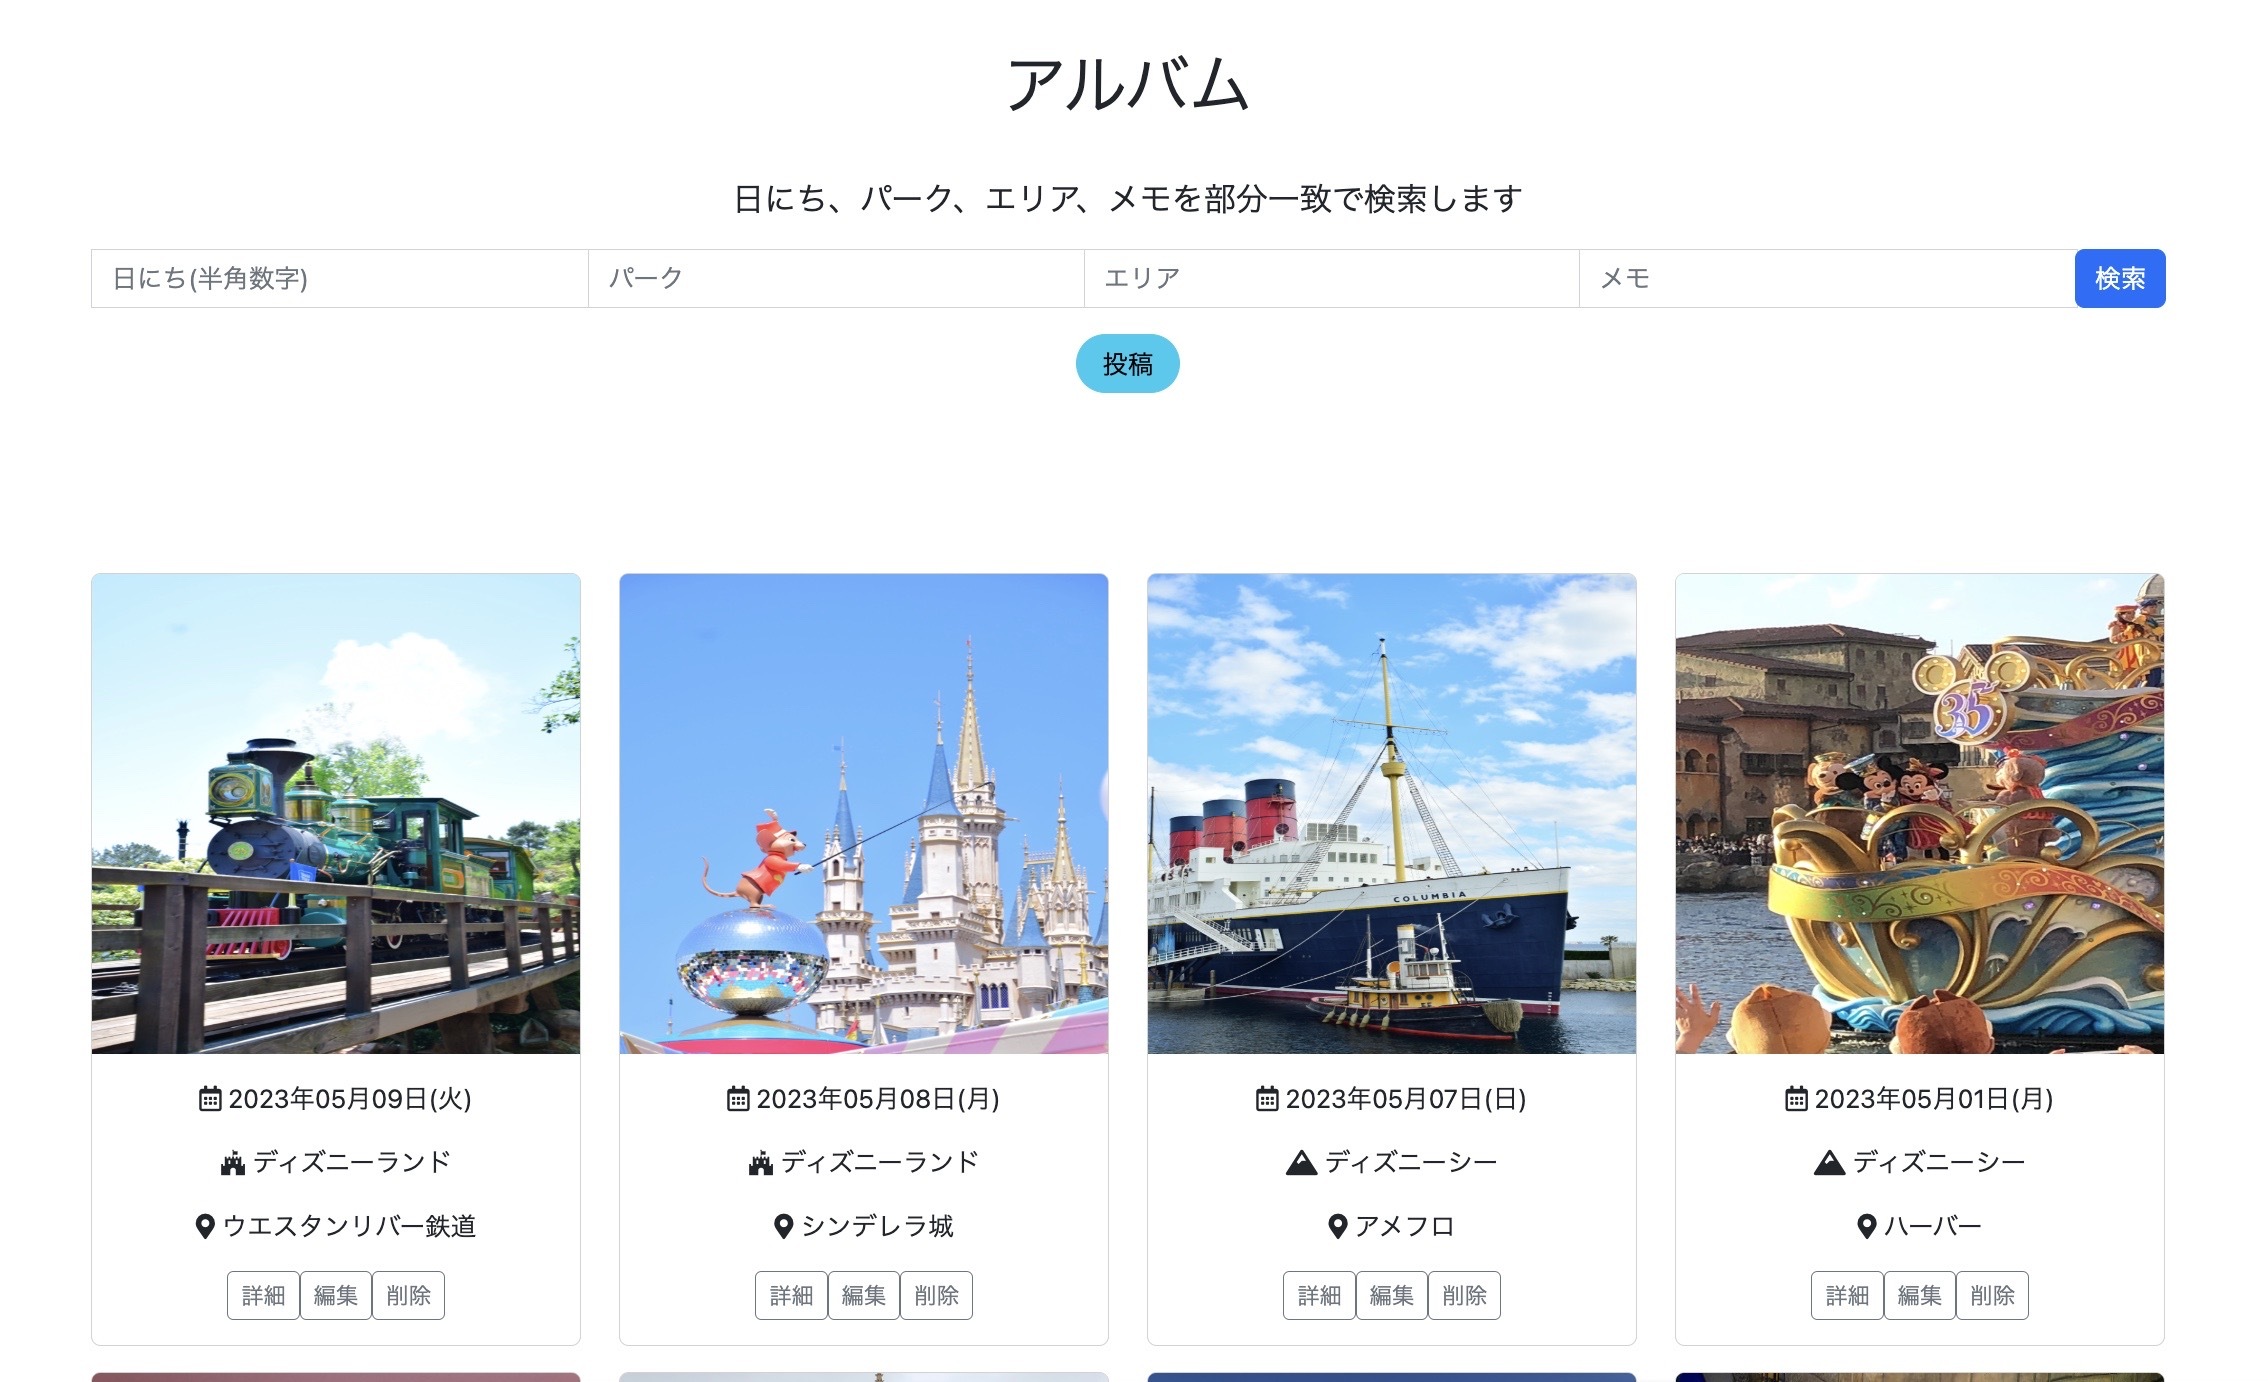 アルバム
日にち、パーク、エリア、メモを部分一致で検索します
日にち(半角数字) パーク エリア メモ 検索
投稿
COLUMBIA
35
2023年05月09日(火) 2023年05月08日(月) 2023年05月07日(日) 2023年05月01日(月)
ディズニーランド ディズニーランド ディズニーシー ディズニーシー
ウエスタンリバー鉄道 シンデレラ城 アメフロ ハーバー
詳細 編集 削除 詳細 編集 削除 詳細 編集 削除 詳細 編集 削除